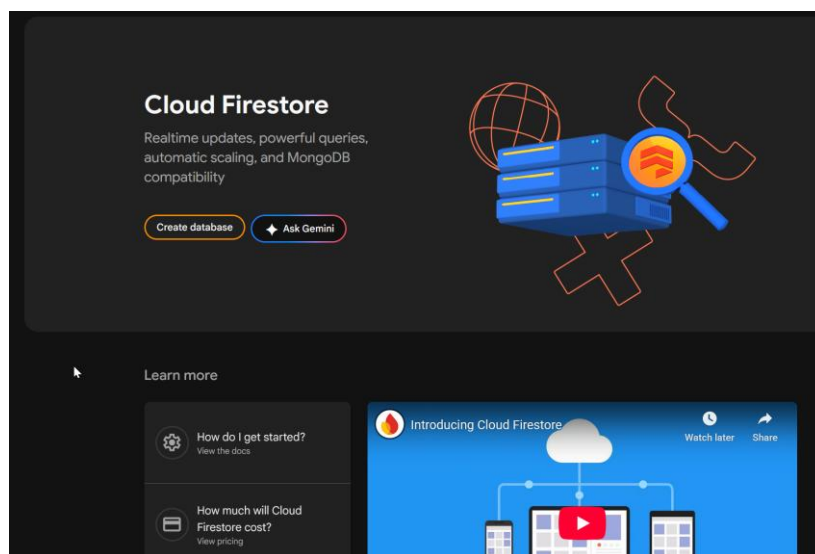 Cloud Firestore
Realtime updates, powerful queries,
automatic scaling, and MongoDB
compatibility
Create database
Ask Gemini
Learn more
How do I get started?
View the docs
How much will Cloud
Firestore cost?
View pricing
Introducing Cloud Firestore
Watch later
Share